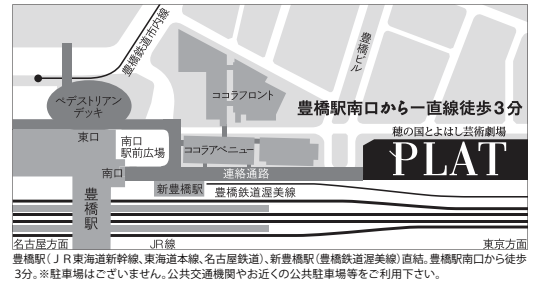 豊橋鉄道市内線
豊橋ビル
ペデストリアン
デッキ
ココラフロント
豊橋駅南口から一直線徒歩3分
東口
南口
駅前広場
ココラアベニュー
穂の国とよはし芸術劇場
PLAT
南口
連絡通路
豊橋駅
新豊橋駅
豊橋鉄道渥美線
名古屋方面
JR線
東京方面
豊橋駅(JR東海道新幹線、東海道本線、名古屋鉄道)、新豊橋駅(豊橋鉄道渥美線)直結。豊橋駅南口から徒歩
3分。※駐車場はございません。公共交通機関やお近くの公共駐車場等をご利用下さい。